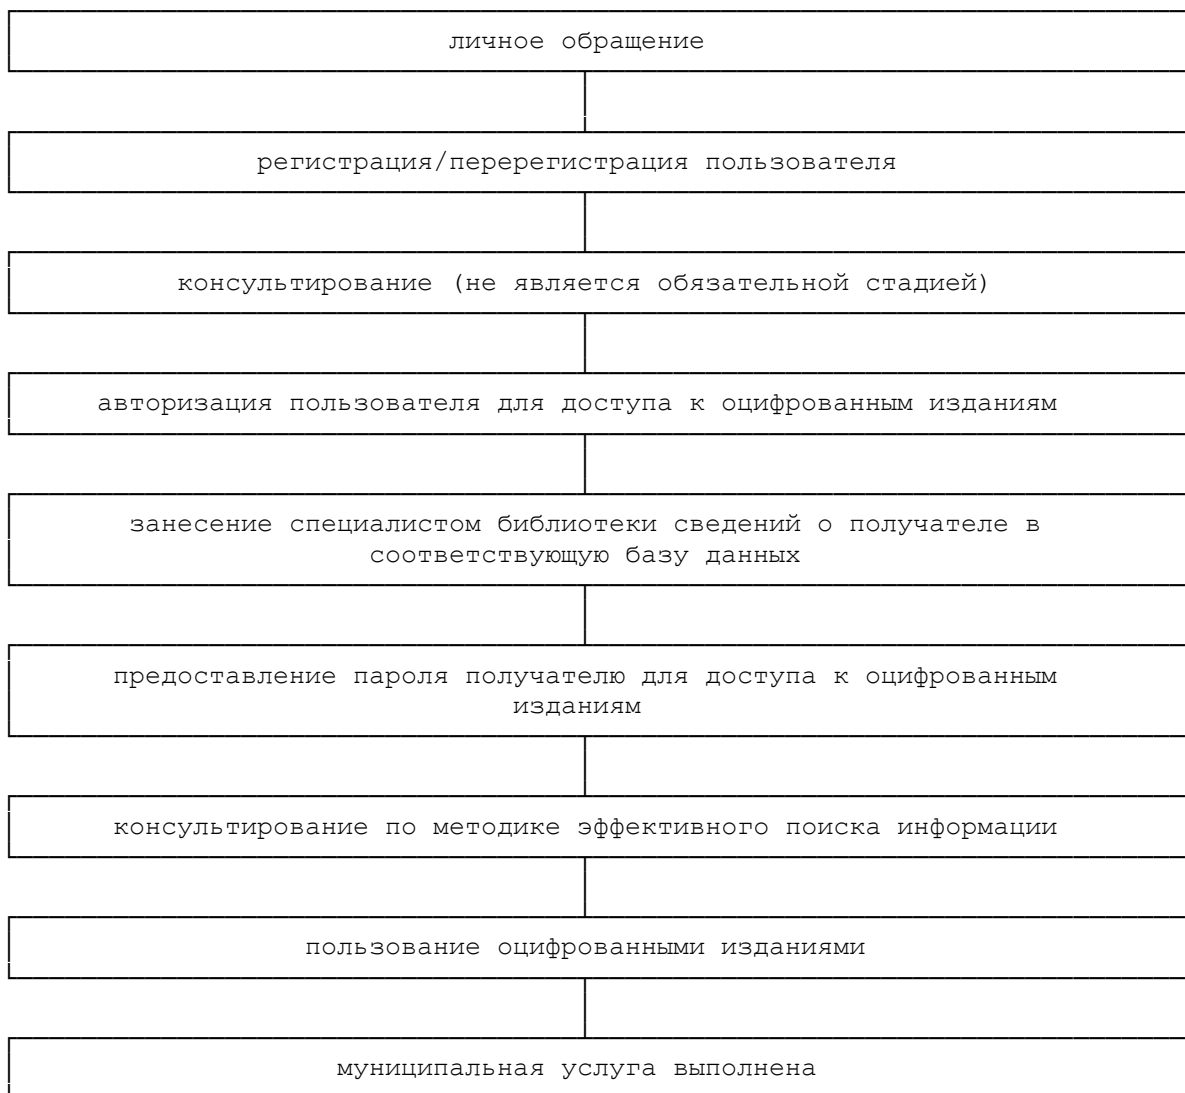 личное обращение
регистрация/перерегистрация пользователя
консультирование (не является обязательной стадией)
авторизация пользователя для доступа к оцифрованным изданиям
занесение специалистом библиотеки сведений о получателе в
соответствующую базу данных
предоставление пароля получателю для доступа к оцифрованным
изданиям
консультирование по методике эффективного поиска информации
пользование оцифрованными изданиями
муниципальная услуга выполнена